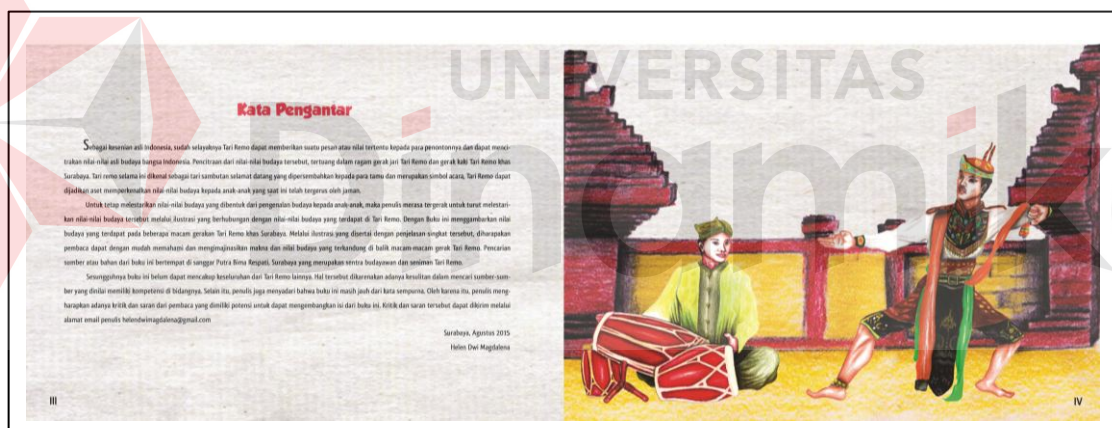 UNIVERSITAS
Dinamika
Kata Pengantar
Sebagai kesenian asli Indonesia, sudah selayaknya Tari Remo dapat memberikan suatu pesan atau nilai tertentu kepada para penontonnya dan dapat menci-
trakan nilai-nilai asli budaya bangsa Indonesia. Pencitraan dari nilai-nilai budaya tersebut, tertuang dalam ragam gerak jari Tari Remo dan gerak kaki Tari Remo khas
Surabaya. Tari remo selama ini dikenal sebagai tari sambutan selamat datang yang dipersembahkan kepada para tamu dan merupakan simbol acara, Tari Remo dapat
dijadikan aset memperkenalkan nilai-nilai budaya kepada anak-anak yang saat ini telah tergerus oleh jaman.
Untuk tetap melestarikan nilai-nilai budaya yang dibentuk dari pengenalan budaya kepada anak-anak, maka penulis merasa tergerak untuk turut melestari-
kan nilai-nilai budaya tersebut melalui ilustrasi yang berhubungan dengan nilai-nilai budaya yang terdapat di Tari Remo. Dengan Buku ini menggambarkan nilai
budaya yang terdapat pada beberapa macam gerakan Tari Remo khas Surabaya. Melalui ilustrasi yang disertai dengan penjelasan singkat tersebut, diharapkan
pembaca dapat dengan mudah memahami dan mengimajinasikan makna dan nilai budaya yang terkandung di balik macam-macam gerak Tari Remo. Pencarian
sumber atau bahan dari buku ini bertempat di sanggar Putra Bima Respati, Surabaya yang merupakan sentra budayawan dan seniman Tari Remo.
Sesungguhnya buku ini belum dapat mencakup keseluruhan dari Tari Remo lainnya. Hal tersebut dikarenakan adanya kesulitan dalam mencari sumber-sum-
ber yang dinilai memiliki kompetensi di bidangnya. Selain itu, penulis juga menyadari bahwa buku ini masih jauh dari kata sempurna. Oleh karena itu, penulis meng-
harapkan adanya kritik dan saran dari pembaca yang dimiliki potensi untuk dapat mengembangkan isi dari buku ini. Kritik dan saran tersebut dapat dikirim melalui
alamat email penulis helendwimagdalena@gmail.com
Surabaya, Agustus 2015
Helen Dwi Magdalena
III
IV